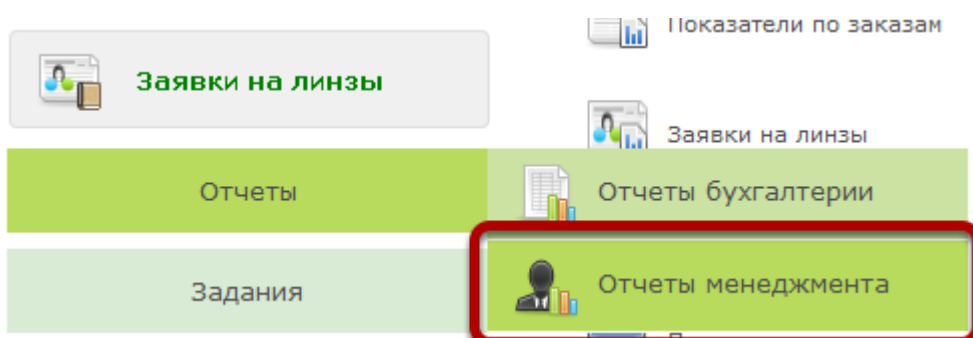 Показатели по заказам
Заявки на линзы
Заявки на линзы
Отчеты
Отчеты бухгалтерии
Задания
Отчеты менеджмента